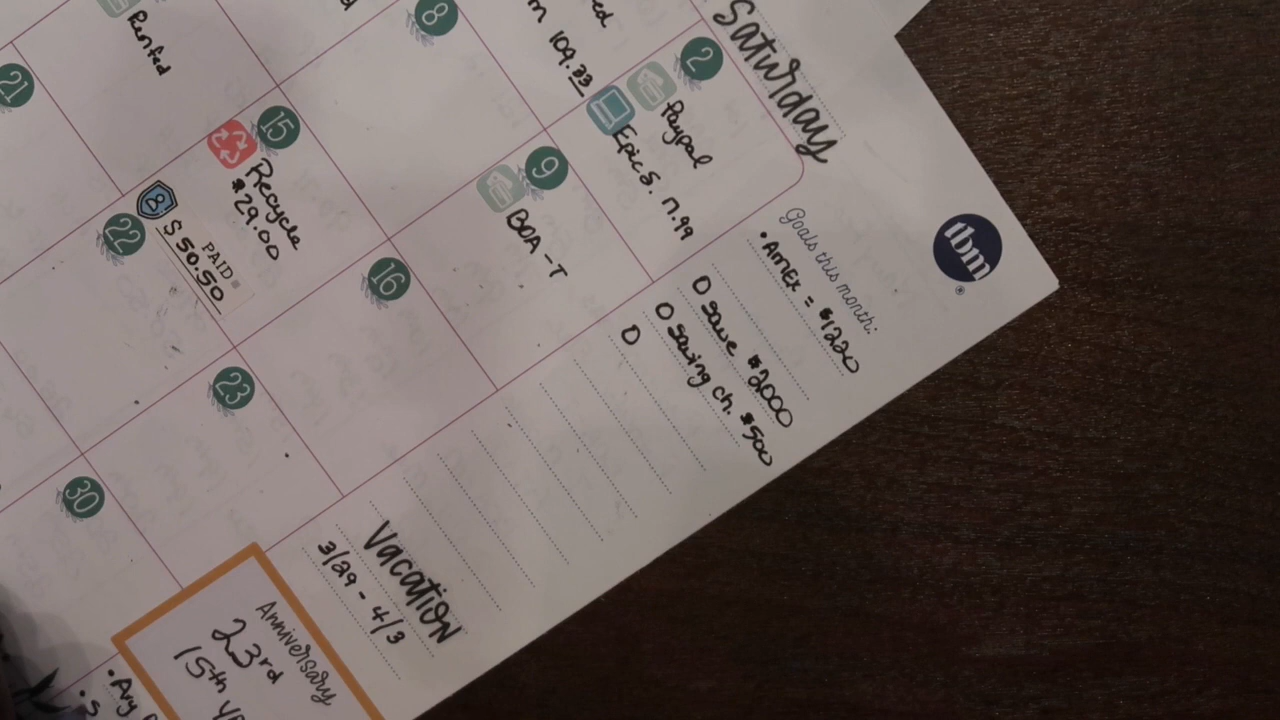 Saturday
Rented
21
8
109.33
2
Paypal
Epic S. 17.99
15
Recycle
$29.00
9
BOA - T
22
8
PAID
$50.50
16
23
30
tbm
®
Goals this month:
• AMEX = $1220
save $2000
Saving ch. $500
Vacation
3/29 - 4/3
Anniversary
23rd
15th